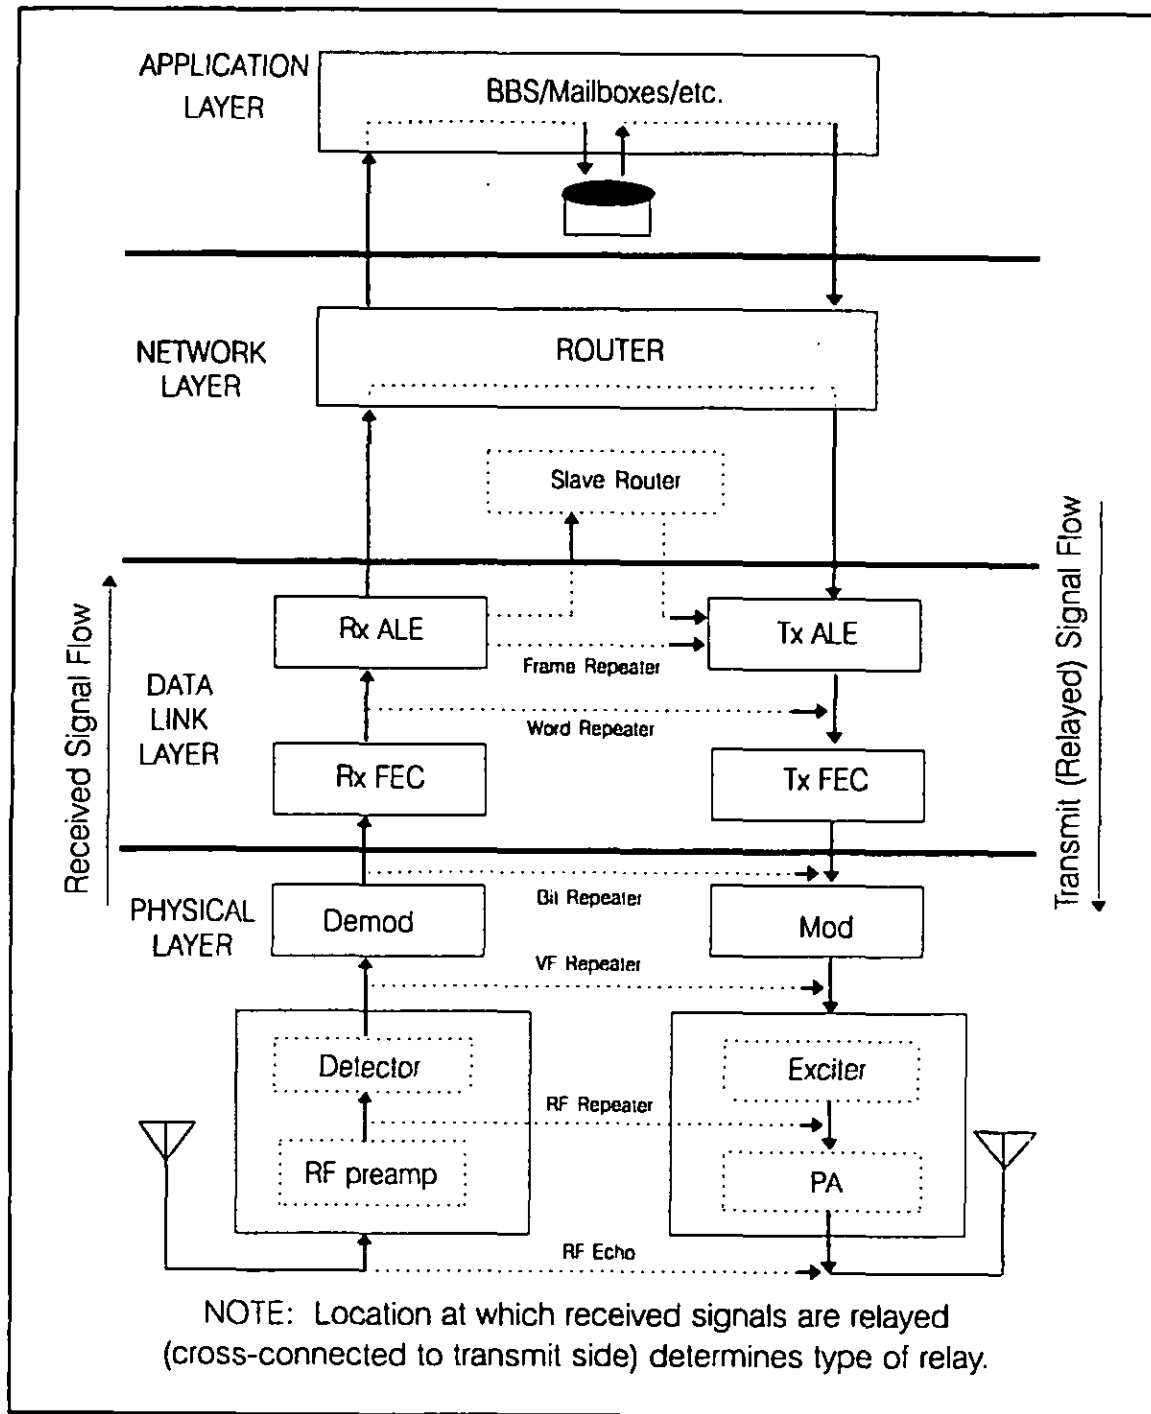 APPLICATION
LAYER
BBS/Mailboxes/etc.
NETWORK
LAYER
ROUTER
Slave Router
Received Signal Flow
Transmit (Relayed) Signal Flow
DATA
LINK
LAYER
Rx ALE
Tx ALE
Frame Repeater
Word Repeater
Rx FEC
Tx FEC
PHYSICAL
LAYER
Demod
Bit Repeater
Mod
VF Repeater
Detector
Exciter
RF Repeater
RF preamp
PA
RF Echo
NOTE: Location at which received signals are relayed
(cross-connected to transmit side) determines type of relay.